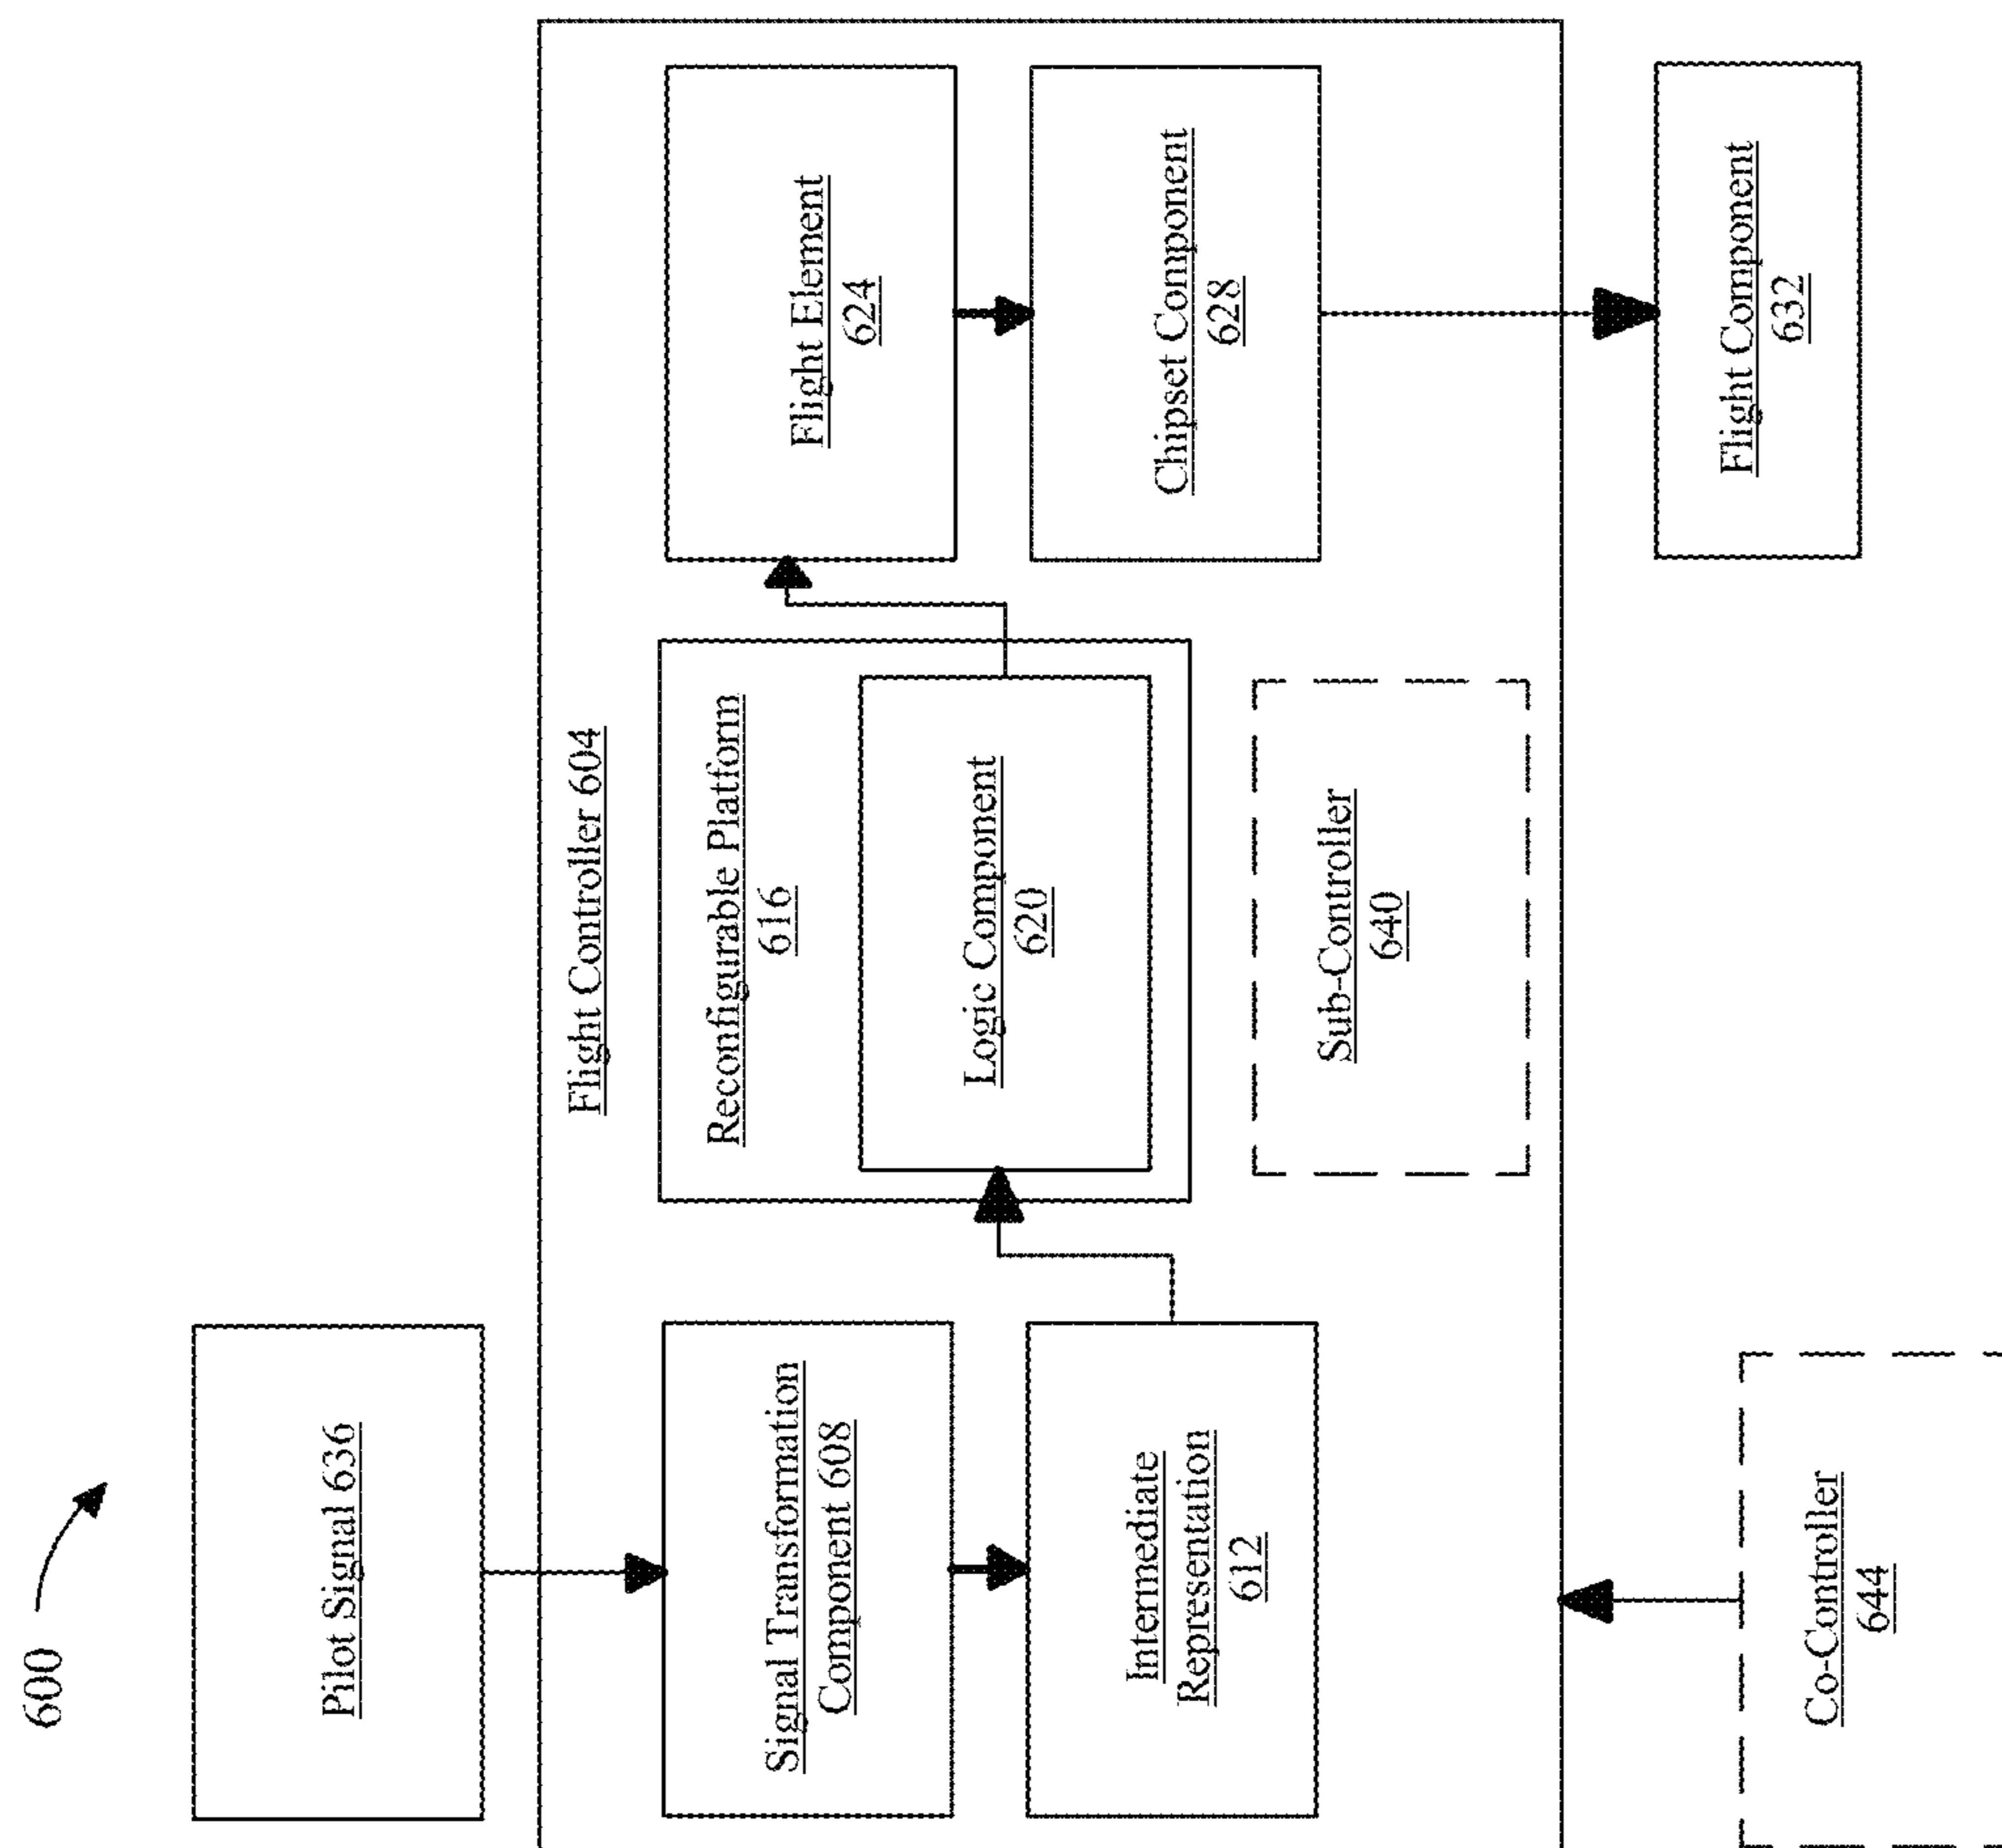 600
Pilot Signal 636
Flight Controller 604
Signal Transformation
Component 608
Intermediate
Representation
612
Reconfigurable Platform
616
Logic Component
620
Sub-Controller
640
Flight Element
624
Chipset Component
628
Co-Controller
644
Flight Component
632